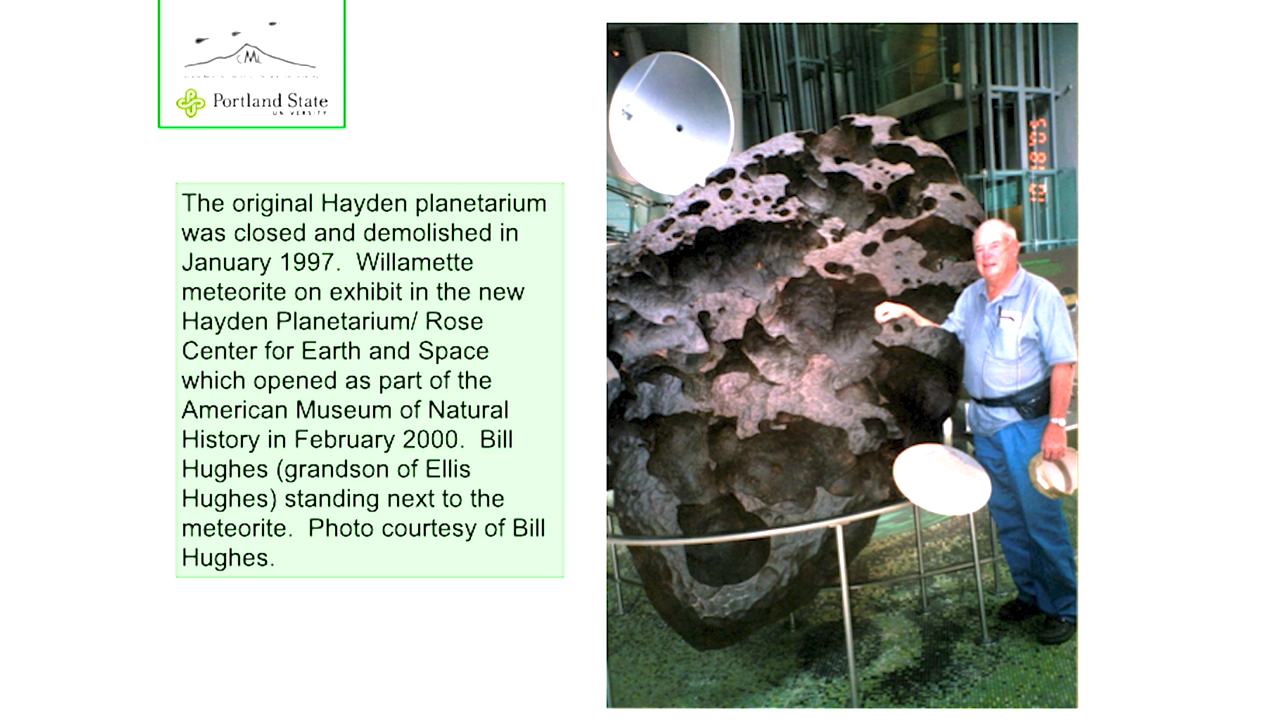 CML
Portland State
UNIVERSITY
The original Hayden planetarium
was closed and demolished in
January 1997.  Willamette
meteorite on exhibit in the new
Hayden Planetarium/ Rose
Center for Earth and Space
which opened as part of the
American Museum of Natural
History in February 2000.  Bill
Hughes (grandson of Ellis
Hughes) standing next to the
meteorite.  Photo courtesy of Bill
Hughes.